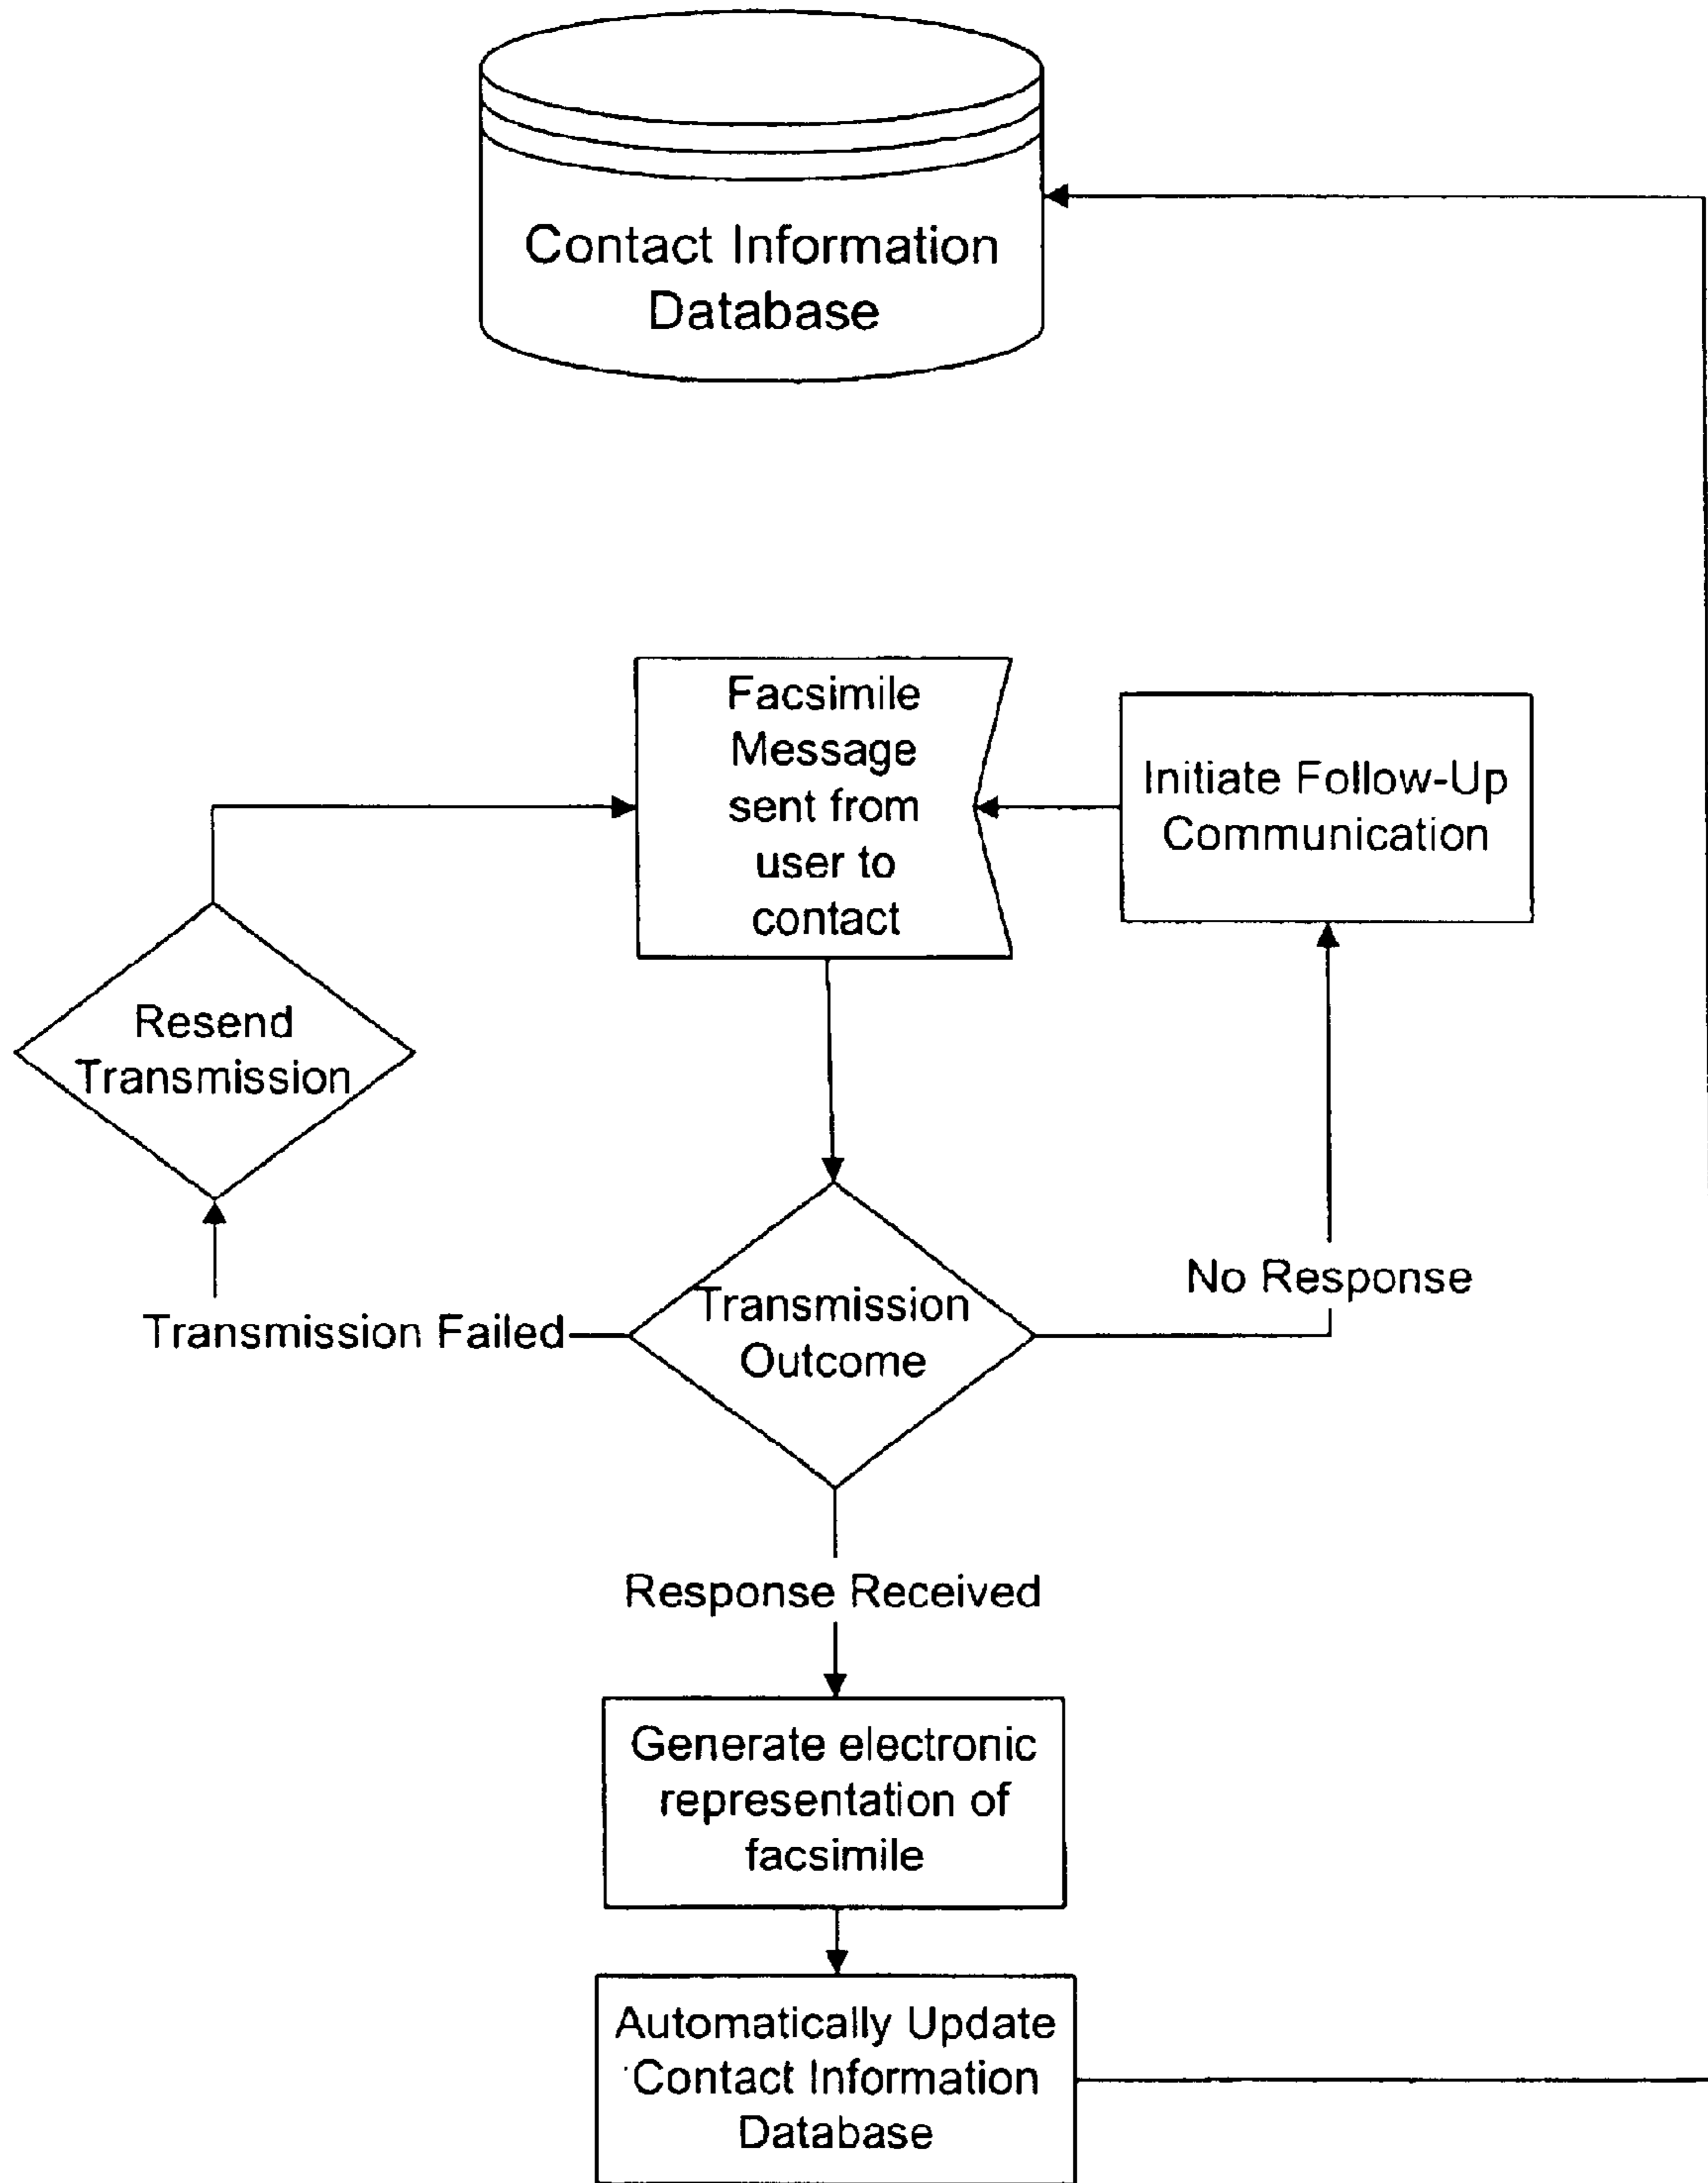 Contact Information
Database
Facsimile
Message
sent from
user to
contact
Initiate Follow-Up
Communication
Resend
Transmission
Transmission Failed
Transmission
Outcome
No Response
Response Received
Generate electronic
representation of
facsimile
Automatically Update
Contact Information
Database